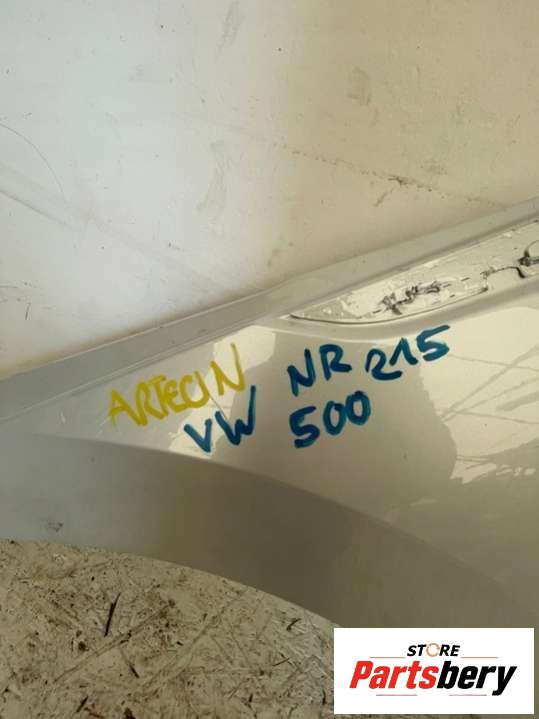 ARTEON NR 215
VW 500
STORE
Partsbery